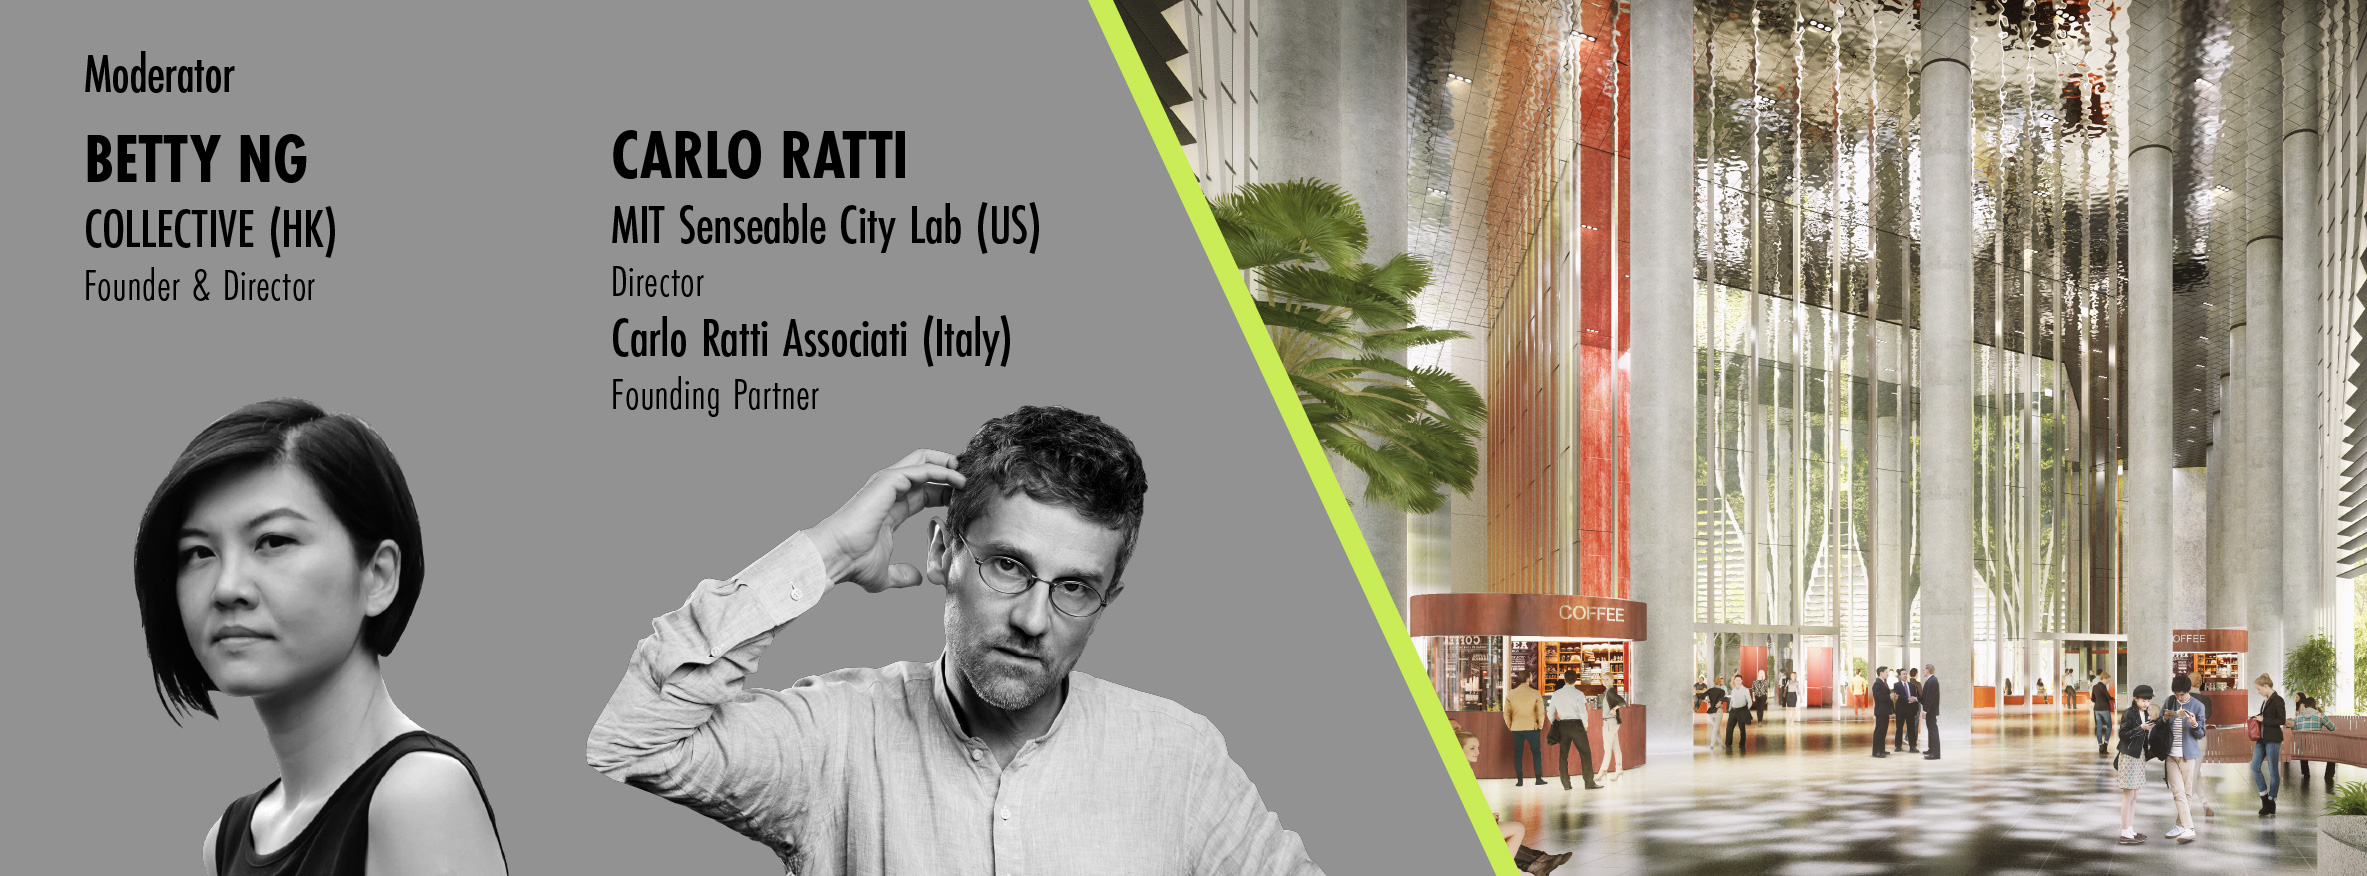 Moderator
BETTY NG
COLLECTIVE (HK)
Founder & Director
CARLO RATTI
MIT Senseable City Lab (US)
Director
Carlo Ratti Associati (Italy)
Founding Partner
COFFEE
OFFEE